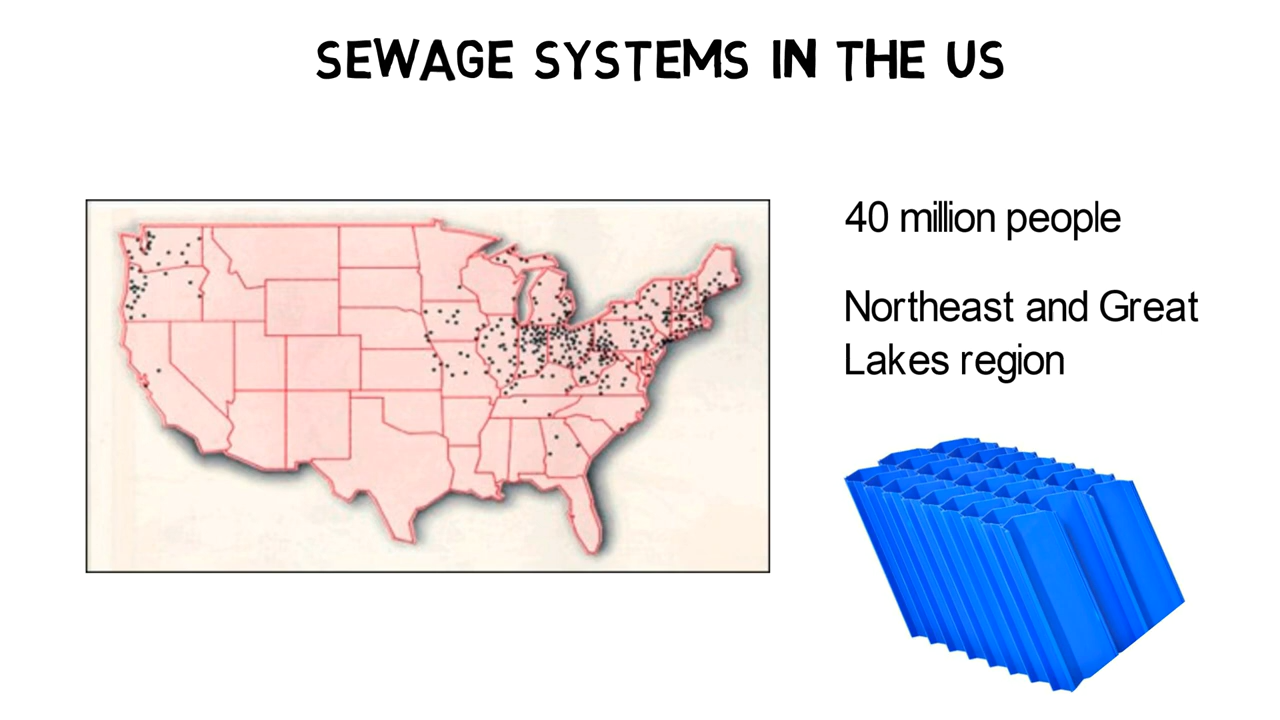 SEWAGE SYSTEMS IN THE US
40 million people
Northeast and Great
Lakes region